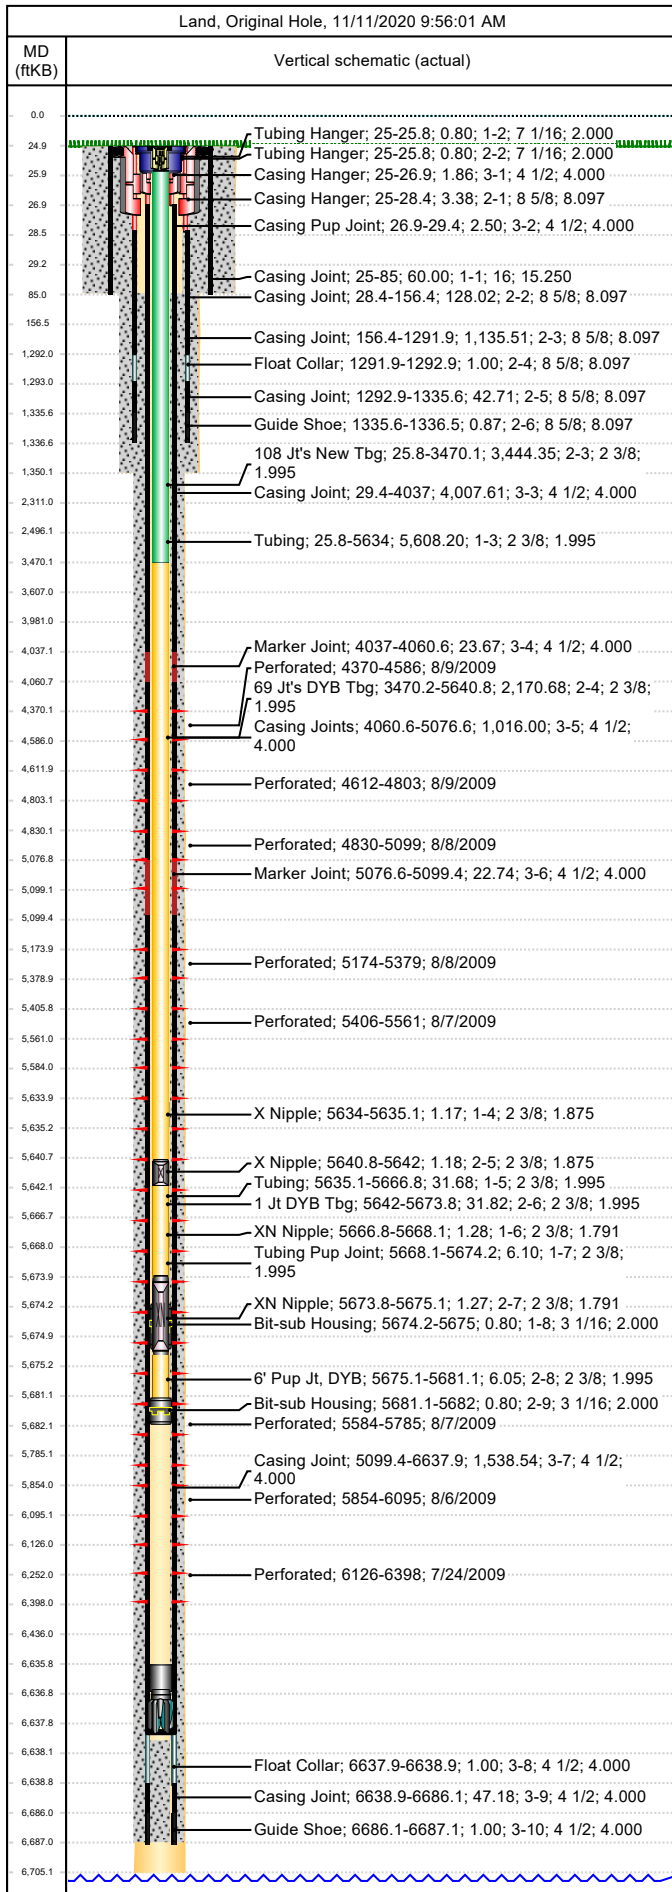 Land, Original Hole, 11/11/2020 9:56:01 AM
MD
(ftKB)
Vertical schematic (actual)
0.0
24.9
25.9
26.9
28.5
29.2
85.0
156.5
1,292.0
1,293.0
1,335.6
1,336.6
1,350.1
2,311.0
2,496.1
3,470.1
3,607.0
3,981.0
4,037.1
4,060.7
4,370.1
4,586.0
4,611.9
4,803.1
4,830.1
5,076.8
5,099.1
5,099.4
5,173.9
5,378.9
5,405.8
5,561.0
5,584.0
5,633.9
5,635.2
5,640.7
5,642.1
5,666.7
5,668.0
5,673.9
5,674.2
5,674.9
5,675.2
5,681.1
5,682.1
5,785.1
5,854.0
6,095.1
6,126.0
6,252.0
6,398.0
6,436.0
6,635.8
6,636.8
6,637.8
6,638.1
6,638.8
6,686.0
6,687.0
6,705.1
Tubing Hanger; 25-25.8; 0.80; 1-2; 7 1/16; 2.000
Tubing Hanger; 25-25.8; 0.80; 2-2; 7 1/16; 2.000
Casing Hanger; 25-26.9; 1.86; 3-1; 4 1/2; 4.000
Casing Hanger; 25-28.4; 3.38; 2-1; 8 5/8; 8.097
Casing Pup Joint; 26.9-29.4; 2.50; 3-2; 4 1/2; 4.000
Casing Joint; 25-85; 60.00; 1-1; 16; 15.250
Casing Joint; 28.4-156.4; 128.02; 2-2; 8 5/8; 8.097
Casing Joint; 156.4-1291.9; 1,135.51; 2-3; 8 5/8; 8.097
Float Collar; 1291.9-1292.9; 1.00; 2-4; 8 5/8; 8.097
Casing Joint; 1292.9-1335.6; 42.71; 2-5; 8 5/8; 8.097
Guide Shoe; 1335.6-1336.5; 0.87; 2-6; 8 5/8; 8.097
108 Jt's New Tbg; 25.8-3470.1; 3,444.35; 2-3; 2 3/8;
1.995
Casing Joint; 29.4-4037; 4,007.61; 3-3; 4 1/2; 4.000
Tubing; 25.8-5634; 5,608.20; 1-3; 2 3/8; 1.995
Marker Joint; 4037-4060.6; 23.67; 3-4; 4 1/2; 4.000
Perforated; 4370-4586; 8/9/2009
69 Jt's DYB Tbg; 3470.2-5640.8; 2,170.68; 2-4; 2 3/8;
1.995
Casing Joints; 4060.6-5076.6; 1,016.00; 3-5; 4 1/2;
4.000
Perforated; 4612-4803; 8/9/2009
Perforated; 4830-5099; 8/8/2009
Marker Joint; 5076.6-5099.4; 22.74; 3-6; 4 1/2; 4.000
Perforated; 5174-5379; 8/8/2009
Perforated; 5406-5561; 8/7/2009
X Nipple; 5634-5635.1; 1.17; 1-4; 2 3/8; 1.875
X Nipple; 5640.8-5642; 1.18; 2-5; 2 3/8; 1.875
Tubing; 5635.1-5666.8; 31.68; 1-5; 2 3/8; 1.995
1 Jt DYB Tbg; 5642-5673.8; 31.82; 2-6; 2 3/8; 1.995
XN Nipple; 5666.8-5668.1; 1.28; 1-6; 2 3/8; 1.791
Tubing Pup Joint; 5668.1-5674.2; 6.10; 1-7; 2 3/8;
1.995
XN Nipple; 5673.8-5675.1; 1.27; 2-7; 2 3/8; 1.791
Bit-sub Housing; 5674.2-5675; 0.80; 1-8; 3 1/16; 2.000
6' Pup Jt, DYB; 5675.1-5681.1; 6.05; 2-8; 2 3/8; 1.995
Bit-sub Housing; 5681.1-5682; 0.80; 2-9; 3 1/16; 2.000
Perforated; 5584-5785; 8/7/2009
Casing Joint; 5099.4-6637.9; 1,538.54; 3-7; 4 1/2;
4.000
Perforated; 5854-6095; 8/6/2009
Perforated; 6126-6398; 7/24/2009
Float Collar; 6637.9-6638.9; 1.00; 3-8; 4 1/2; 4.000
Casing Joint; 6638.9-6686.1; 47.18; 3-9; 4 1/2; 4.000
Guide Shoe; 6686.1-6687.1; 1.00; 3-10; 4 1/2; 4.000